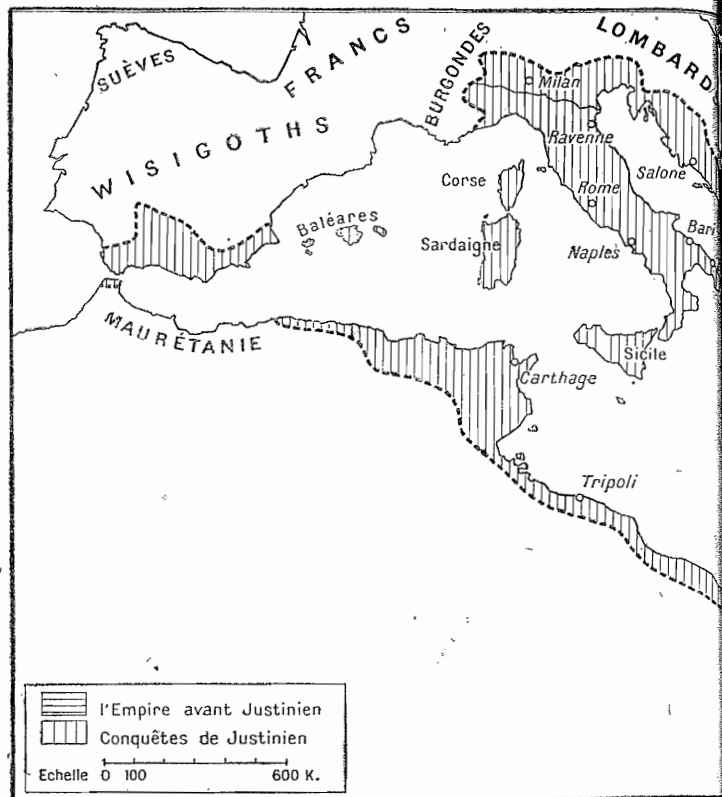 SUÈVES
FRANCS
BURGONDES
LOMBARD
WISIGOTHS
Milan
Ravenne
Salone
Corse
Rome
Baléares
Sardaigne
Naples
Bari
MAURÉTANIE
Sicile
Carthage
Tripoli
l'Empire avant Justinien
Conquêtes de Justinien
Echelle 0 100 600 K.